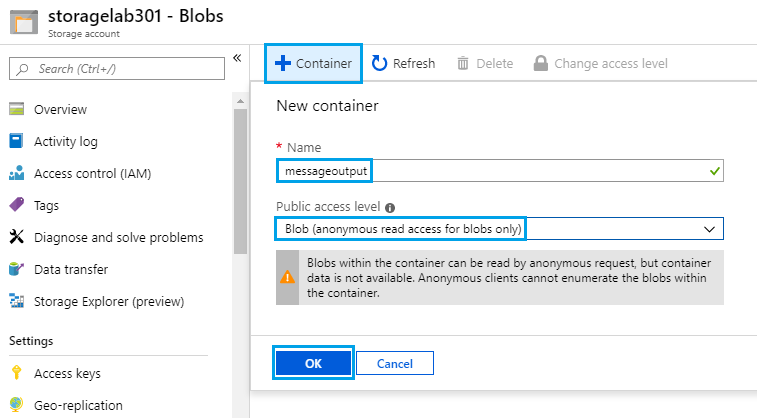 storagelab301 - Blobs
Storage account
Search (Ctrl+/)
«
Overview
Activity log
Access control (IAM)
Tags
Diagnose and solve problems
Data transfer
Storage Explorer (preview)
Settings
Access keys
Geo-replication
+ Container
Refresh
Delete
Change access level
New container
* Name
messageoutput
Public access level
Blob (anonymous read access for blobs only)
Blobs within the container can be read by anonymous request, but container
data is not available. Anonymous clients cannot enumerate the blobs within
the container.
OK
Cancel